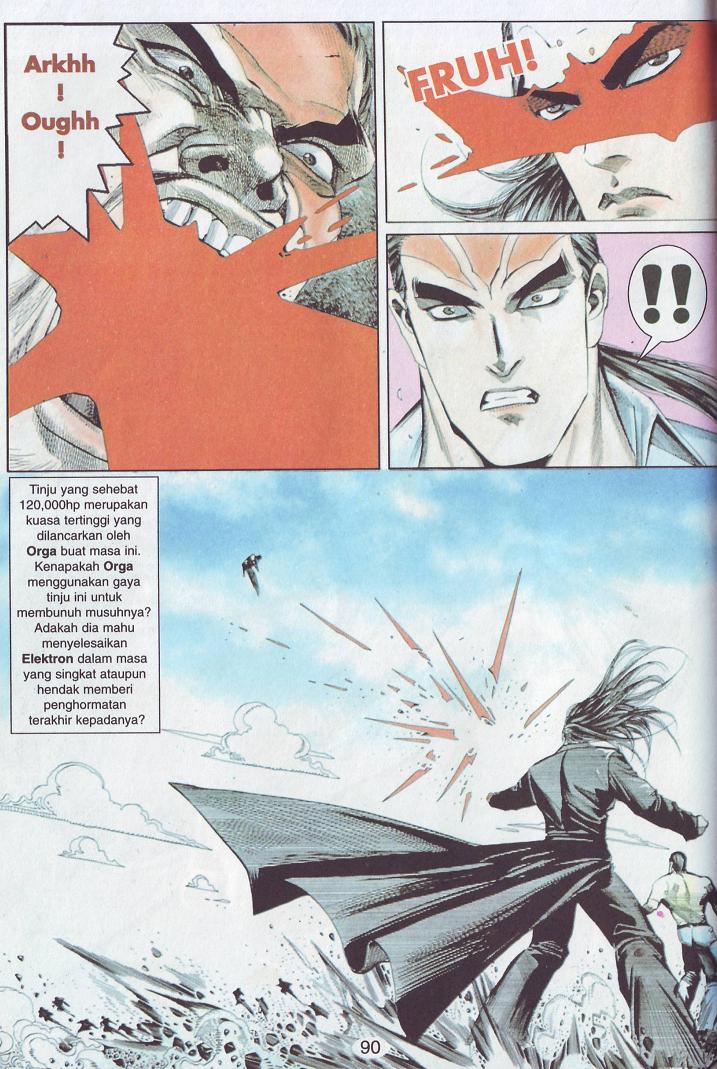 Arkhh
!
Oughh
!
FRUH!
!!
Tinju yang sehebat
120,000hp merupakan
kuasa tertinggi yang
dilancarkan oleh
Orga buat masa ini.
Kenapakah Orga
menggunakan gaya
tinju ini untuk
membunuh musuhnya?
Adakah dia mahu
menyelesaikan
Elektron dalam masa
yang singkat ataupun
hendak memberi
penghormatan
terakhir kepadanya?
90